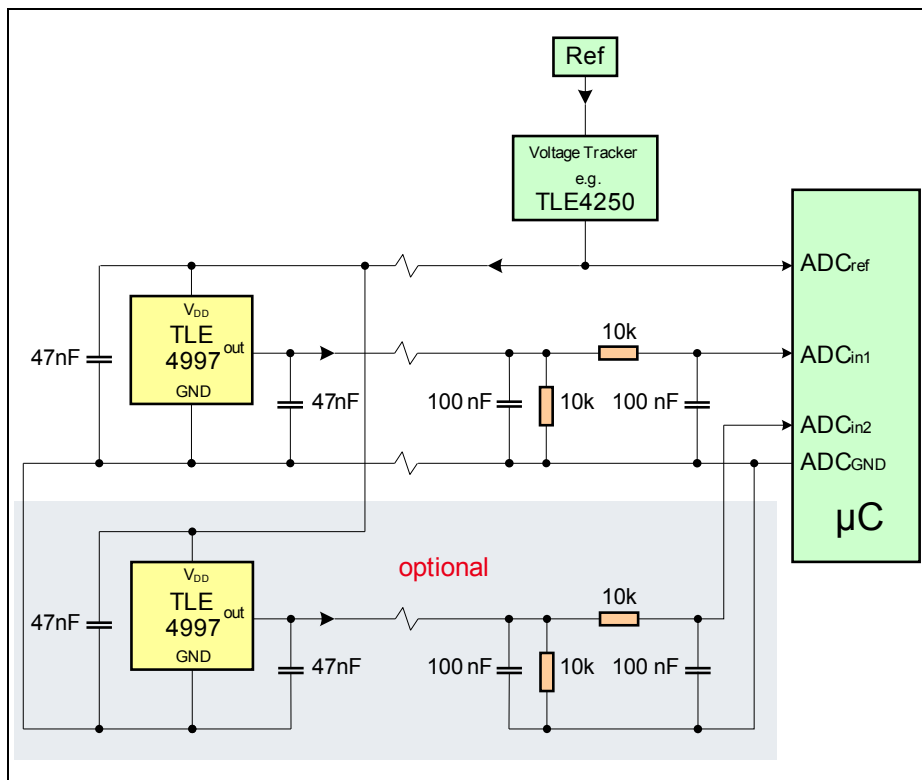 Ref
Voltage Tracker
e.g.
TLE4250
ADCref
VDD
TLE
4997
out
GND
47nF
47nF
10k
100 nF
10k
100 nF
ADCin1
ADCin2
ADCGND
µC
optional
VDD
TLE
4997
out
GND
47nF
47nF
10k
100 nF
10k
100 nF